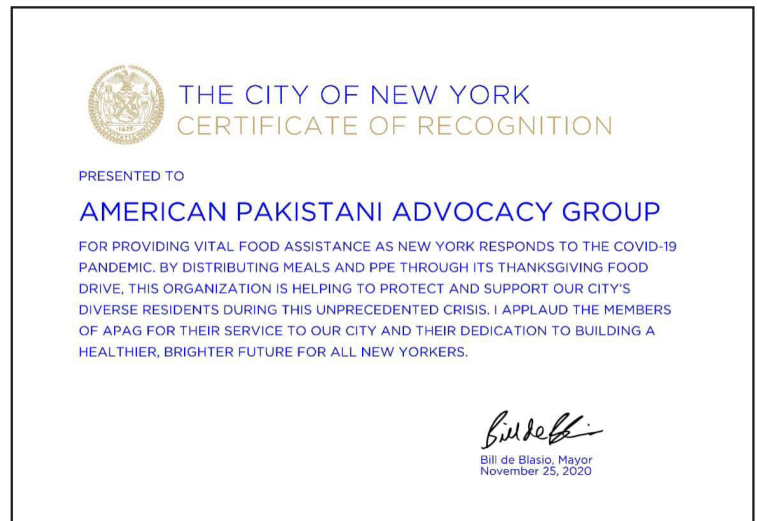 THE CITY OF NEW YORK
CERTIFICATE OF RECOGNITION
PRESENTED TO
AMERICAN PAKISTANI ADVOCACY GROUP
FOR PROVIDING VITAL FOOD ASSISTANCE AS NEW YORK RESPONDS TO THE COVID-19
PANDEMIC. BY DISTRIBUTING MEALS AND PPE THROUGH ITS THANKSGIVING FOOD
DRIVE, THIS ORGANIZATION IS HELPING TO PROTECT AND SUPPORT OUR CITY'S
DIVERSE RESIDENTS DURING THIS UNPRECEDENTED CRISIS. I APPLAUD THE MEMBERS
OF APAG FOR THEIR SERVICE TO OUR CITY AND THEIR DEDICATION TO BUILDING A
HEALTHIER, BRIGHTER FUTURE FOR ALL NEW YORKERS.
Bill de Blasio, Mayor
November 25, 2020